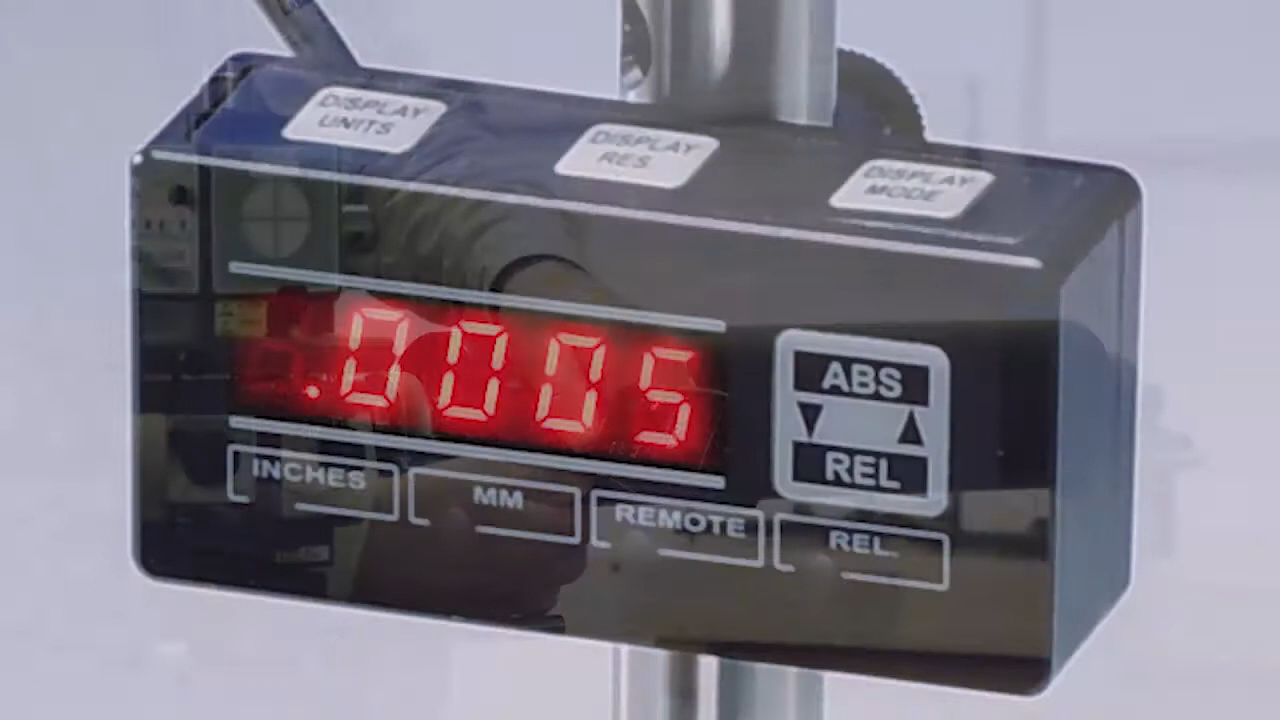 DISPLAY
UNITS
DISPLAY
RES
DISPLAY
MODE
.0005
ABS
REL
INCHES
MM
REMOTE
REL.